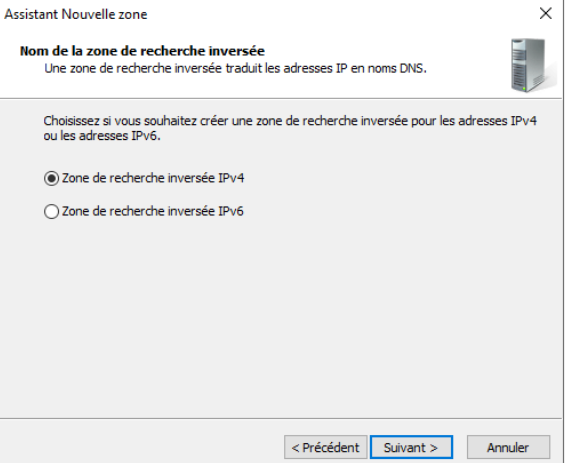 Assistant Nouvelle zone
Nom de la zone de recherche inversée
Une zone de recherche inversée traduit les adresses IP en noms DNS.
Choisissez si vous souhaitez créer une zone de recherche inversée pour les adresses IPv4
ou les adresses IPv6.
Zone de recherche inversée IPv4
Zone de recherche inversée IPv6
< Précédent Suivant > Annuler